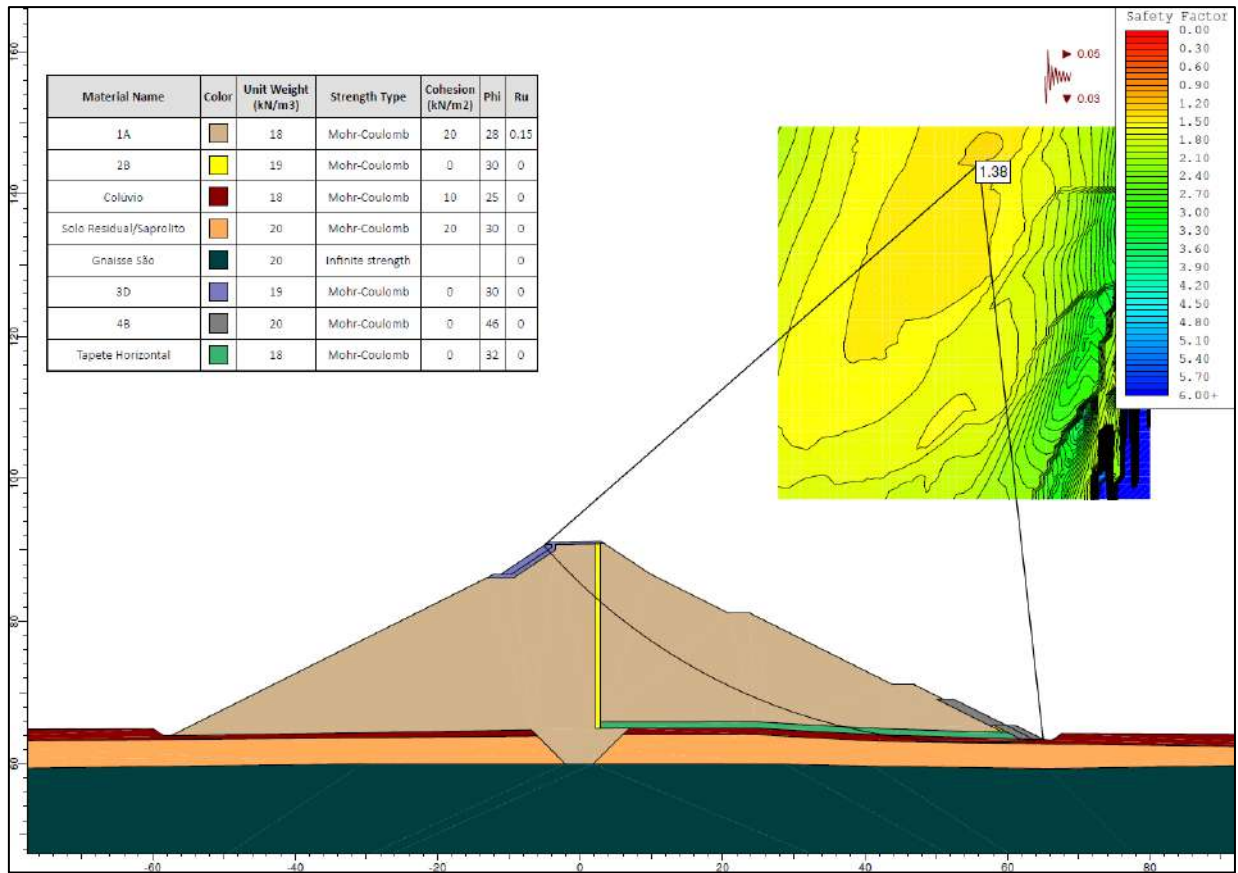 Safety Factor
0.00
0.30
0.60
0.90
1.20
1.50
1.80
2.10
2.40
2.70
3.00
3.30
3.60
3.90
4.20
4.50
4.80
5.10
5.40
5.70
6.00+
0.05
0.03
1.38
Material Name Color Unit Weight (kN/m3) Strength Type Cohesion (kN/m2) Phi Ru
1A 18 Mohr-Coulomb 20 28 0.15
2B 19 Mohr-Coulomb 0 30 0
Colúvio 18 Mohr-Coulomb 10 25 0
Solo Residual/Saprolito 20 Mohr-Coulomb 20 30 0
Gnaisse São 20 Infinite strength 0
3D 19 Mohr-Coulomb 0 30 0
4B 20 Mohr-Coulomb 0 46 0
Tapete Horizontal 18 Mohr-Coulomb 0 32 0
160
140
120
100
80
60
-60 -40 -20 0 20 40 60 80